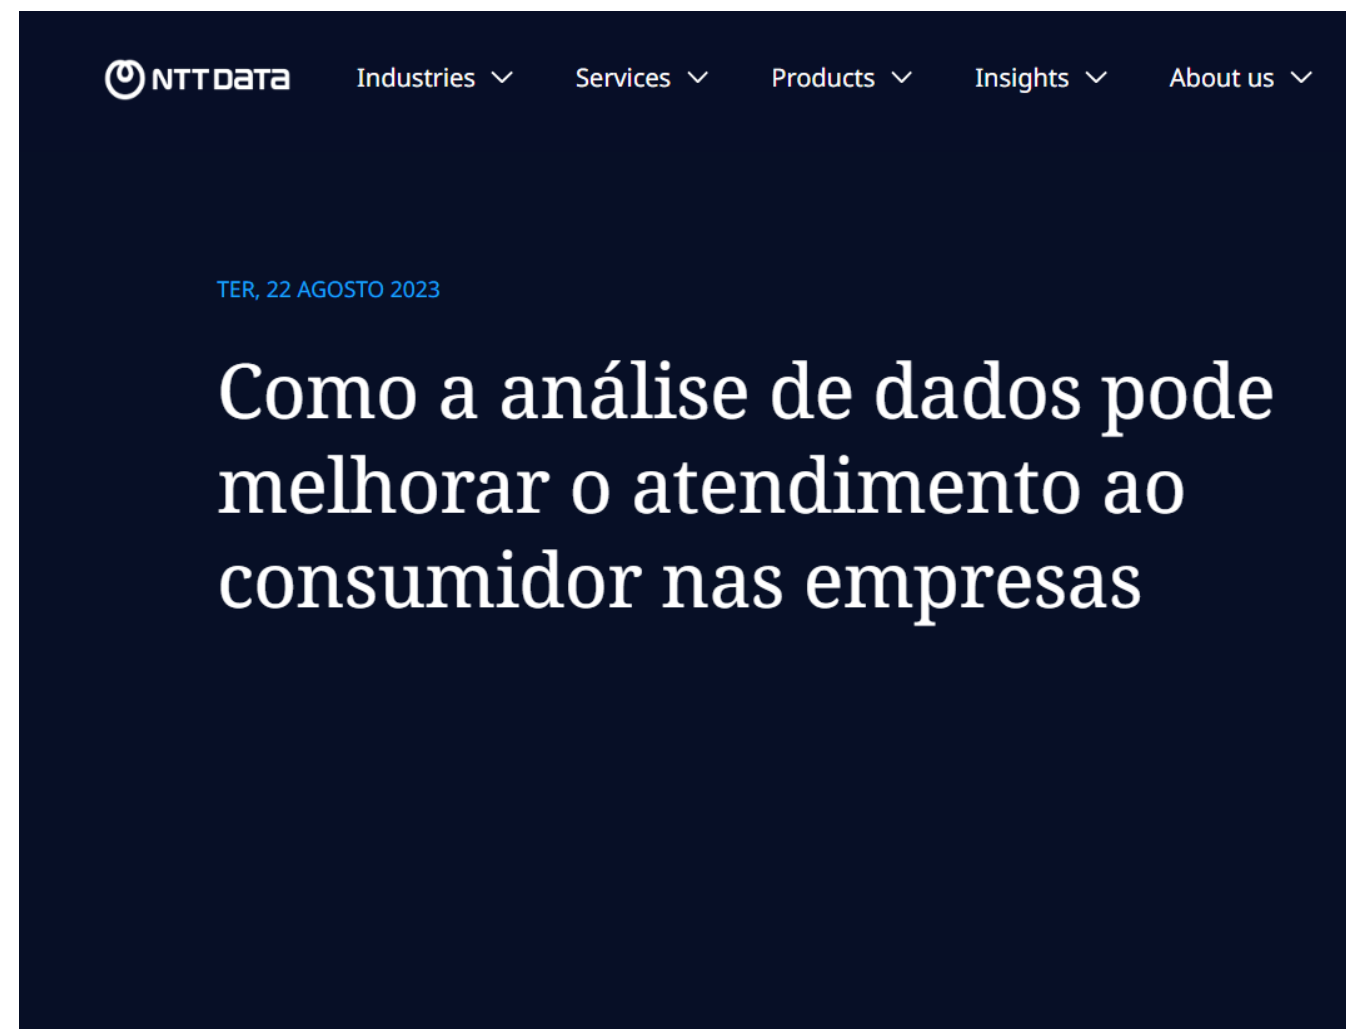 NTT DATA Industries Services Products Insights About us
TER, 22 AGOSTO 2023
Como a análise de dados pode
melhorar o atendimento ao
consumidor nas empresas